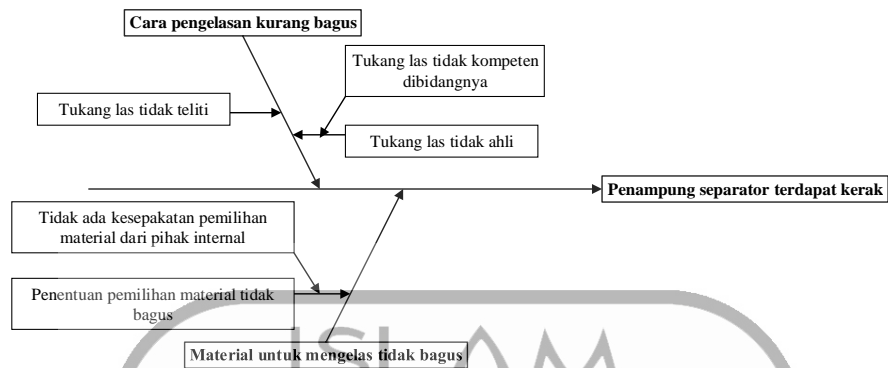 Cara pengelasan kurang bagus
Tukang las tidak kompeten
dibidangnya
Tukang las tidak teliti
Tukang las tidak ahli
Penampung separator terdapat kerak
Tidak ada kesepakatan pemilihan
material dari pihak internal
Penentuan pemilihan material tidak
bagus
ISLAM
Material untuk mengelas tidak bagus